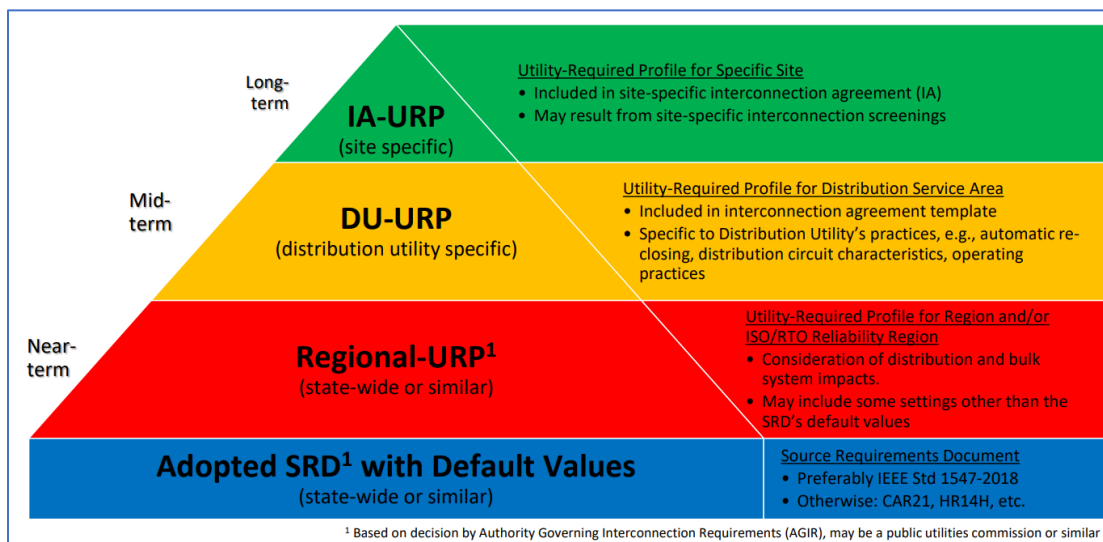 Long-
term
IA-URP
(site specific)
Utility-Required Profile for Specific Site
• Included in site-specific interconnection agreement (IA)
• May result from site-specific interconnection screenings
Mid-
term
DU-URP
(distribution utility specific)
Utility-Required Profile for Distribution Service Area
• Included in interconnection agreement template
• Specific to Distribution Utility's practices, e.g., automatic re-
closing, distribution circuit characteristics, operating
practices
Near-
term
Regional-URP¹
(state-wide or similar)
Utility-Required Profile for Region and/or
ISO/RTO Reliability Region
• Consideration of distribution and bulk
system impacts.
• May include some settings other than the
SRD's default values
Adopted SRD¹ with Default Values
(state-wide or similar)
Source Requirements Document
• Preferably IEEE Std 1547-2018
• Otherwise: CAR21, HR14H, etc.
¹ Based on decision by Authority Governing Interconnection Requirements (AGIR), may be a public utilities commission or similar